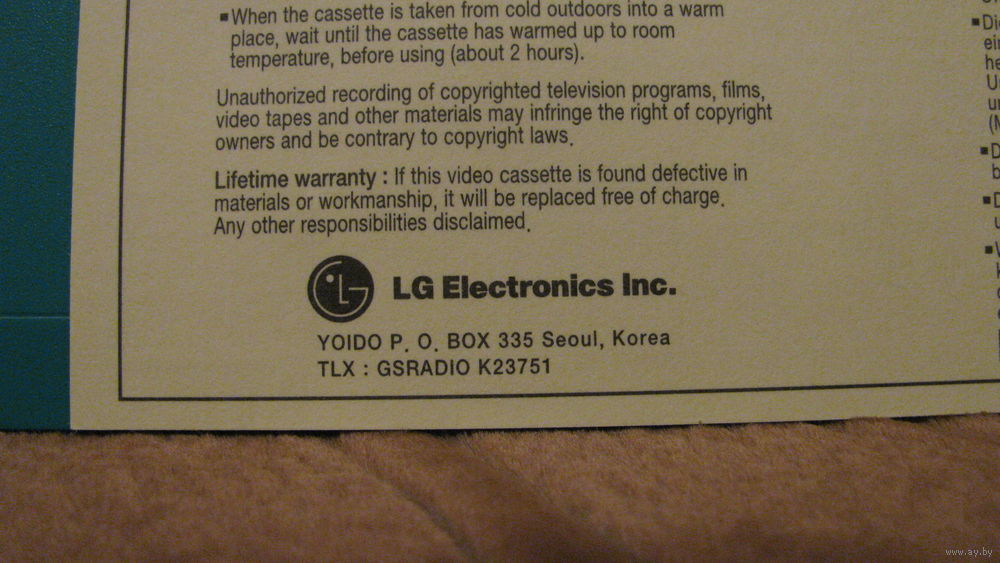 ▪When the cassette is taken from cold outdoors into a warm
place, wait until the cassette has warmed up to room
temperature, before using (about 2 hours).
Unauthorized recording of copyrighted television programs, films,
video tapes and other materials may infringe the right of copyright
owners and be contrary to copyright laws.
Lifetime warranty : If this video cassette is found defective in
materials or workmanship, it will be replaced free of charge.
Any other responsibilities disclaimed.
LG LG Electronics Inc.
YOIDO P. O. BOX 335 Seoul, Korea
TLX : GSRADIO K23751
www.ay.by